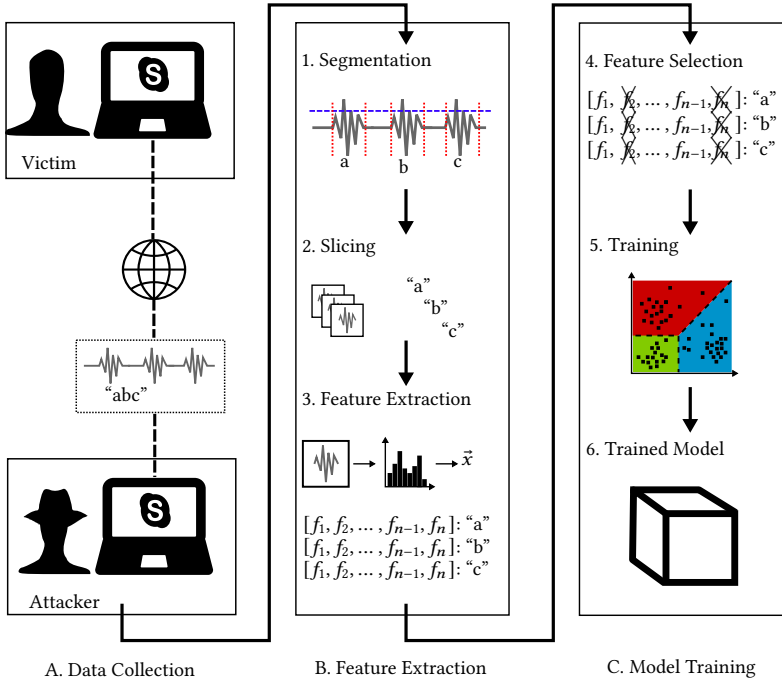 Victim
S
"abc"
S
Attacker
A. Data Collection
1. Segmentation
a b c
2. Slicing
“a”
“b”
“c”
3. Feature Extraction
x⃗
[f₁, f₂, … , fₙ₋₁, fₙ]: “a”
[f₁, f₂, … , fₙ₋₁, fₙ]: “b”
[f₁, f₂, … , fₙ₋₁, fₙ]: “c”
B. Feature Extraction
4. Feature Selection
[f₁, f₂, … , fₙ₋₁, fₙ]: “a”
[f₁, f₂, … , fₙ₋₁, fₙ]: “b”
[f₁, f₂, … , fₙ₋₁, fₙ]: “c”
5. Training
6. Trained Model
C. Model Training